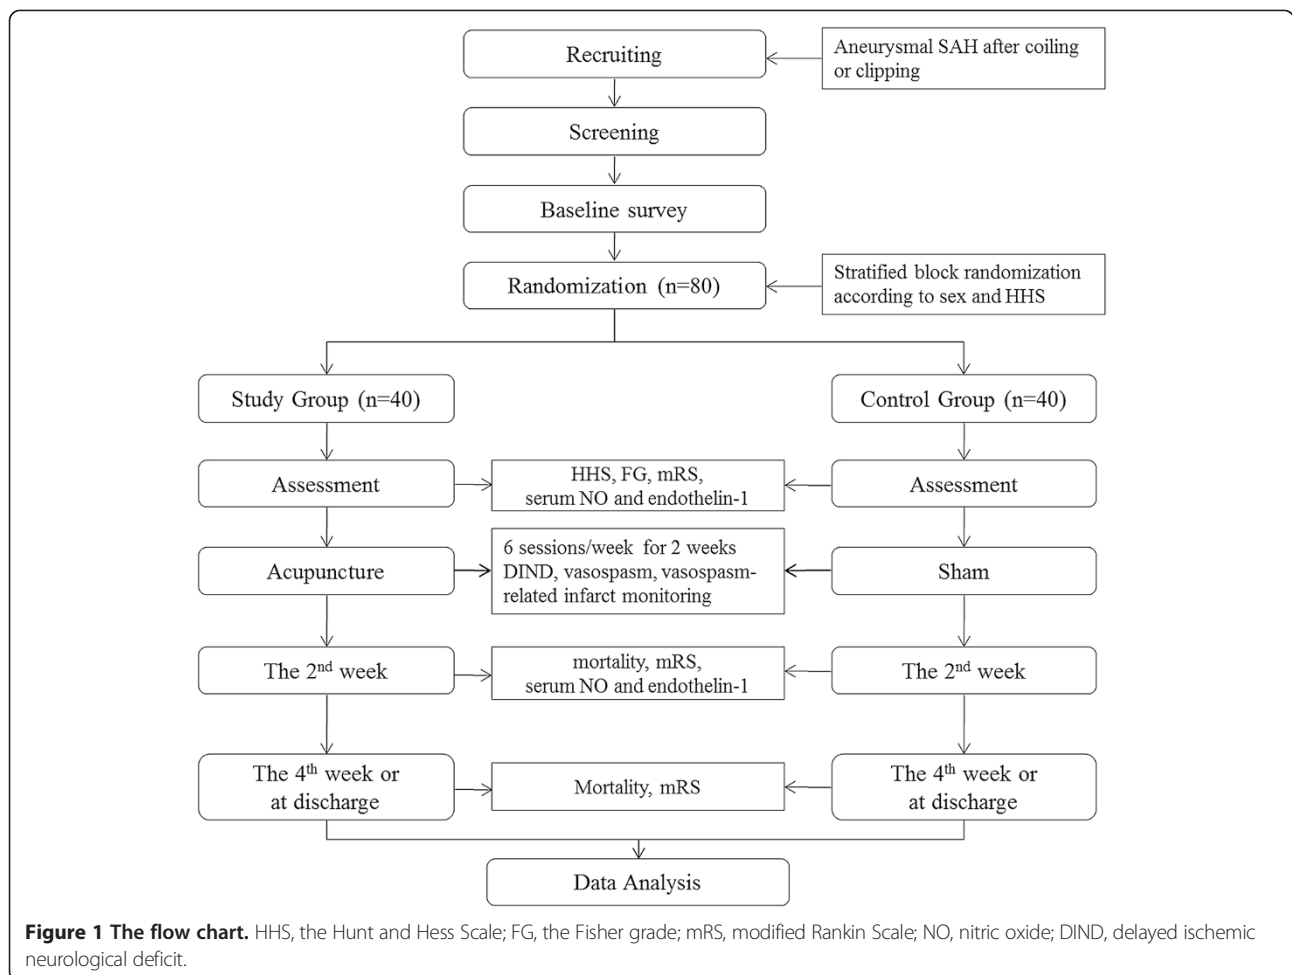 Recruiting
Aneurysmal SAH after coiling
or clipping
Screening
Baseline survey
Randomization (n=80)
Stratified block randomization
according to sex and HHS
Study Group (n=40)
Control Group (n=40)
Assessment
HHS, FG, mRS,
serum NO and endothelin-1
Assessment
Acupuncture
6 sessions/week for 2 weeks
DIND, vasospasm, vasospasm-
related infarct monitoring
Sham
The 2nd week
mortality, mRS,
serum NO and endothelin-1
The 2nd week
The 4th week or
at discharge
Mortality, mRS
The 4th week or
at discharge
Data Analysis
Figure 1 The flow chart. HHS, the Hunt and Hess Scale; FG, the Fisher grade; mRS, modified Rankin Scale; NO, nitric oxide; DIND, delayed ischemic
neurological deficit.